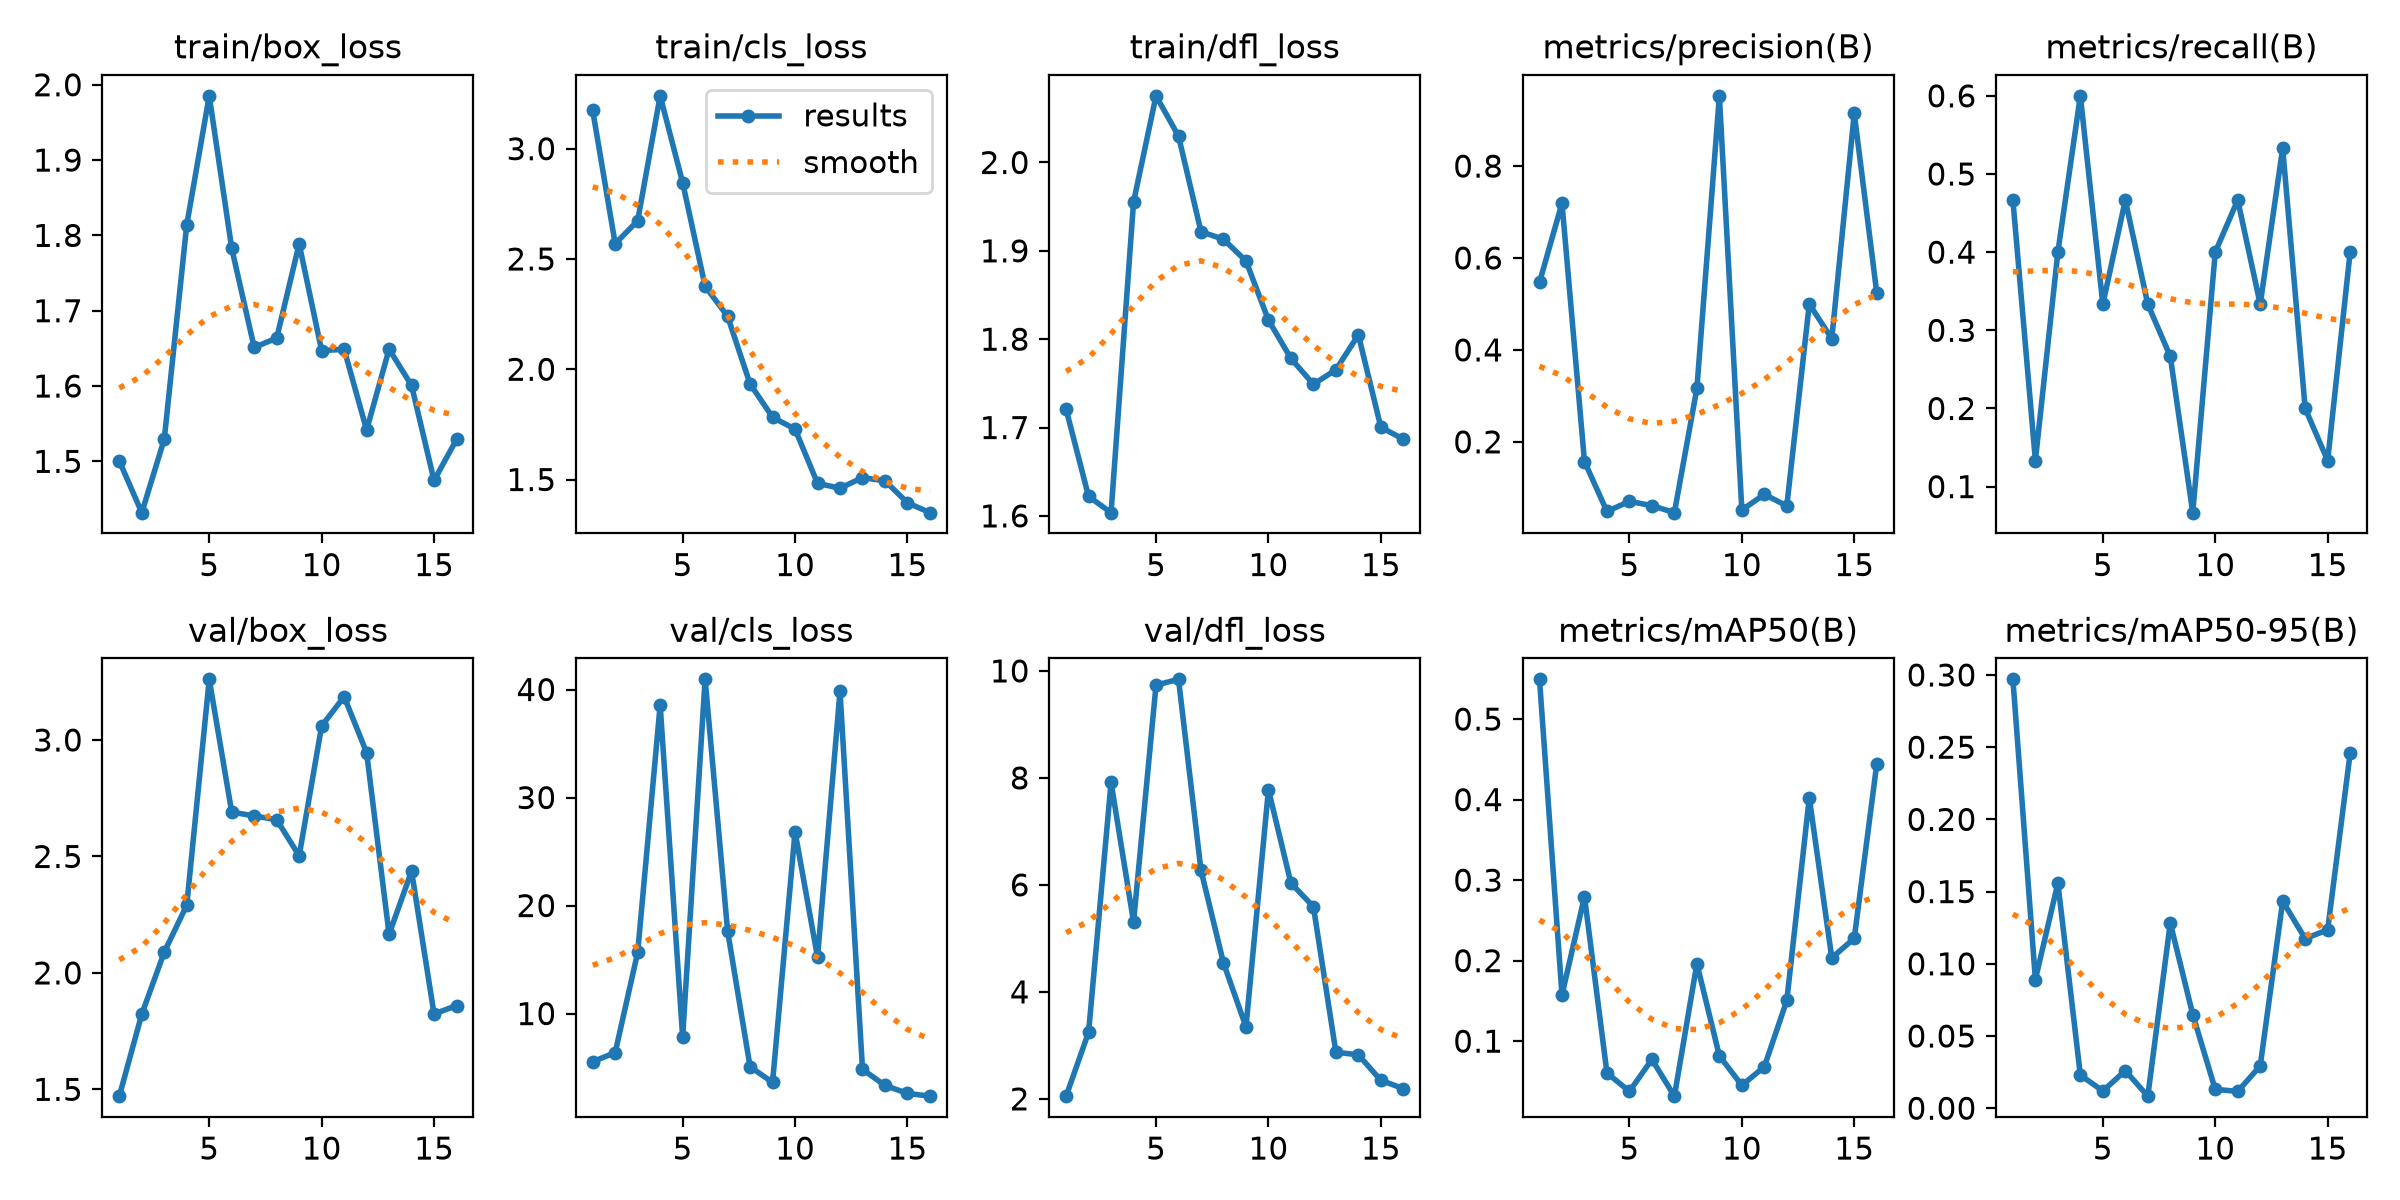 train/box_loss
2.0
1.9
1.8
1.7
1.6
1.5
5 10 15
train/cls_loss
results
smooth
3.0
2.5
2.0
1.5
5 10 15
train/dfl_loss
2.0
1.9
1.8
1.7
1.6
5 10 15
metrics/precision(B)
0.8
0.6
0.4
0.2
5 10 15
metrics/recall(B)
0.6
0.5
0.4
0.3
0.2
0.1
5 10 15
val/box_loss
3.0
2.5
2.0
1.5
5 10 15
val/cls_loss
40
30
20
10
5 10 15
val/dfl_loss
10
8
6
4
2
5 10 15
metrics/mAP50(B)
0.5
0.4
0.3
0.2
0.1
5 10 15
metrics/mAP50-95(B)
0.30
0.25
0.20
0.15
0.10
0.05
0.00
5 10 15